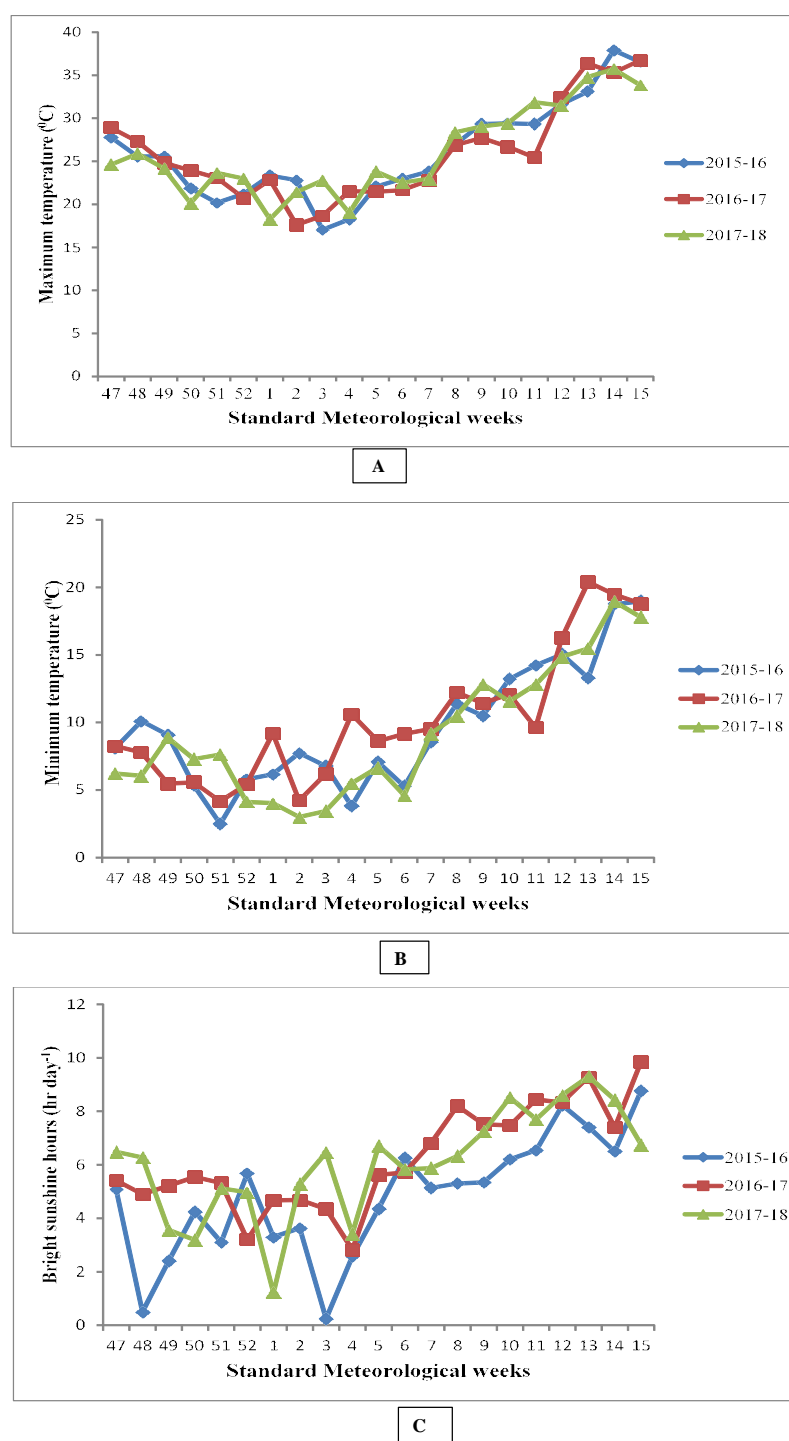 40
35
30
25
20
15
10
5
0
Maximum temperature (⁰C)
47 48 49 50 51 52 1 2 3 4 5 6 7 8 9 10 11 12 13 14 15
Standard Meteorological weeks
2015-16
2016-17
2017-18
A
25
20
15
10
5
0
Minimum temperature (⁰C)
47 48 49 50 51 52 1 2 3 4 5 6 7 8 9 10 11 12 13 14 15
Standard Meteorological weeks
2015-16
2016-17
2017-18
B
12
10
8
6
4
2
0
Bright sunshine hours (hr day⁻¹)
47 48 49 50 51 52 1 2 3 4 5 6 7 8 9 10 11 12 13 14 15
Standard Meteorological weeks
2015-16
2016-17
2017-18
C